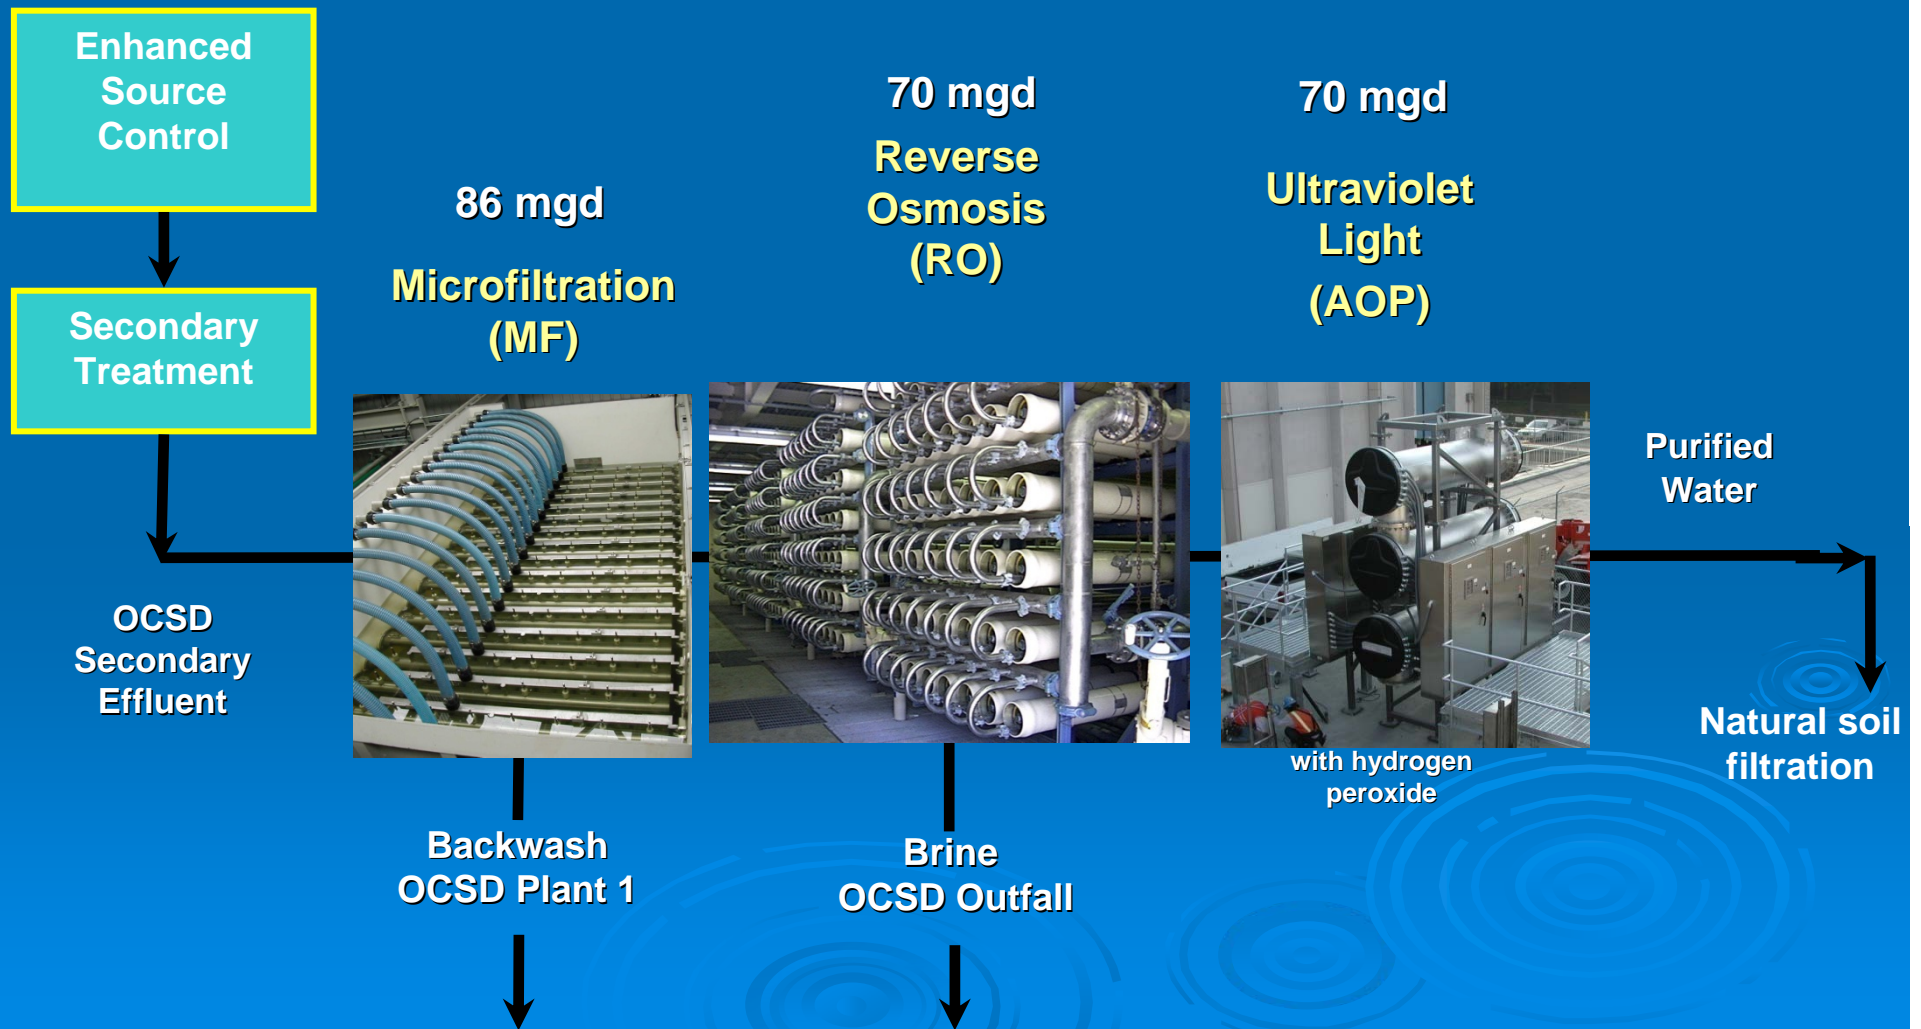 Enhanced
Source
Control
Secondary
Treatment
OCSD
Secondary
Effluent
86 mgd
Microfiltration
(MF)
Backwash
OCSD Plant 1
70 mgd
Reverse
Osmosis
(RO)
Brine
OCSD Outfall
70 mgd
Ultraviolet
Light
(AOP)
with hydrogen
peroxide
Purified
Water
Natural soil
filtration